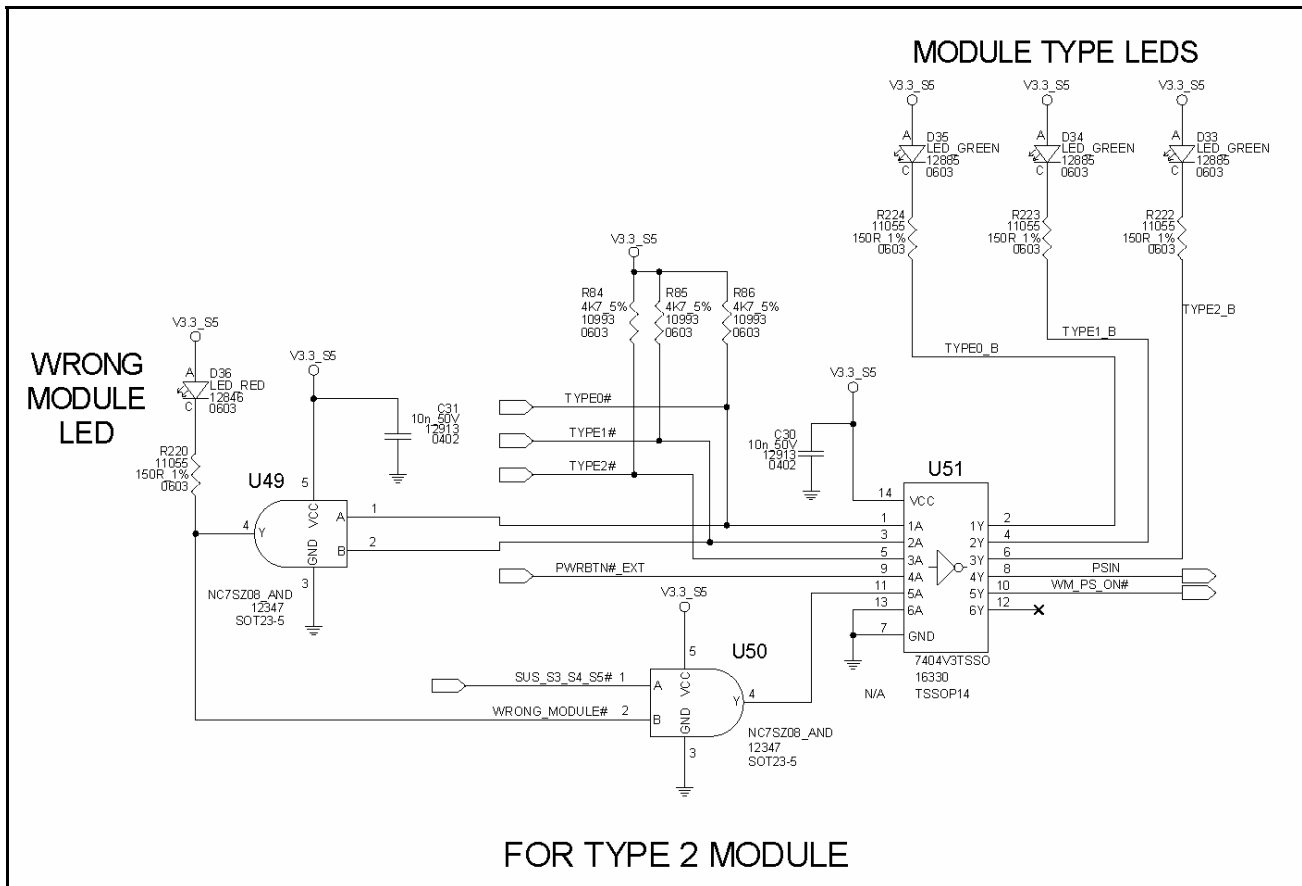 MODULE TYPE LEDS
V3.3_S5
V3.3_S5
V3.3_S5
A
D35
LED_GREEN
12885
0603
C
A
D34
LED_GREEN
12885
0603
C
A
D33
LED_GREEN
12885
0603
C
R224
11055
150R_1%
0603
R223
11055
150R_1%
0603
R222
11055
150R_1%
0603
TYPE2_B
TYPE1_B
TYPE0_B
V3.3_S5
R84
4K7_5%
10993
0603
R85
4K7_5%
10993
0603
R86
4K7_5%
10993
0603
WRONG
MODULE
LED
V3.3_S5
A
D36
LED_RED
12846
0603
C
R220
11055
150R_1%
0603
V3.3_S5
C31
10n_50V
12913
0402
TYPE0#
TYPE1#
TYPE2#
V3.3_S5
C30
10n_50V
12913
0402
U49
5
VCC
A
1
4
Y
B
2
GND
3
NC7SZ08_AND
12347
SOT23-5
PWRBTN#_EXT
U51
14
VCC
1
1A
1Y
2
3
2A
2Y
4
5
3A
3Y
6
9
4A
4Y
8
PSIN
11
5A
5Y
10
WM_PS_ON#
13
6A
6Y
12
7
GND
7404V3TSSO
16330
N/A
TSSOP14
V3.3_S5
U50
5
VCC
SUS_S3_S4_S5#
1
A
Y
4
WRONG_MODULE#
2
B
GND
3
NC7SZ08_AND
12347
SOT23-5
FOR TYPE 2 MODULE